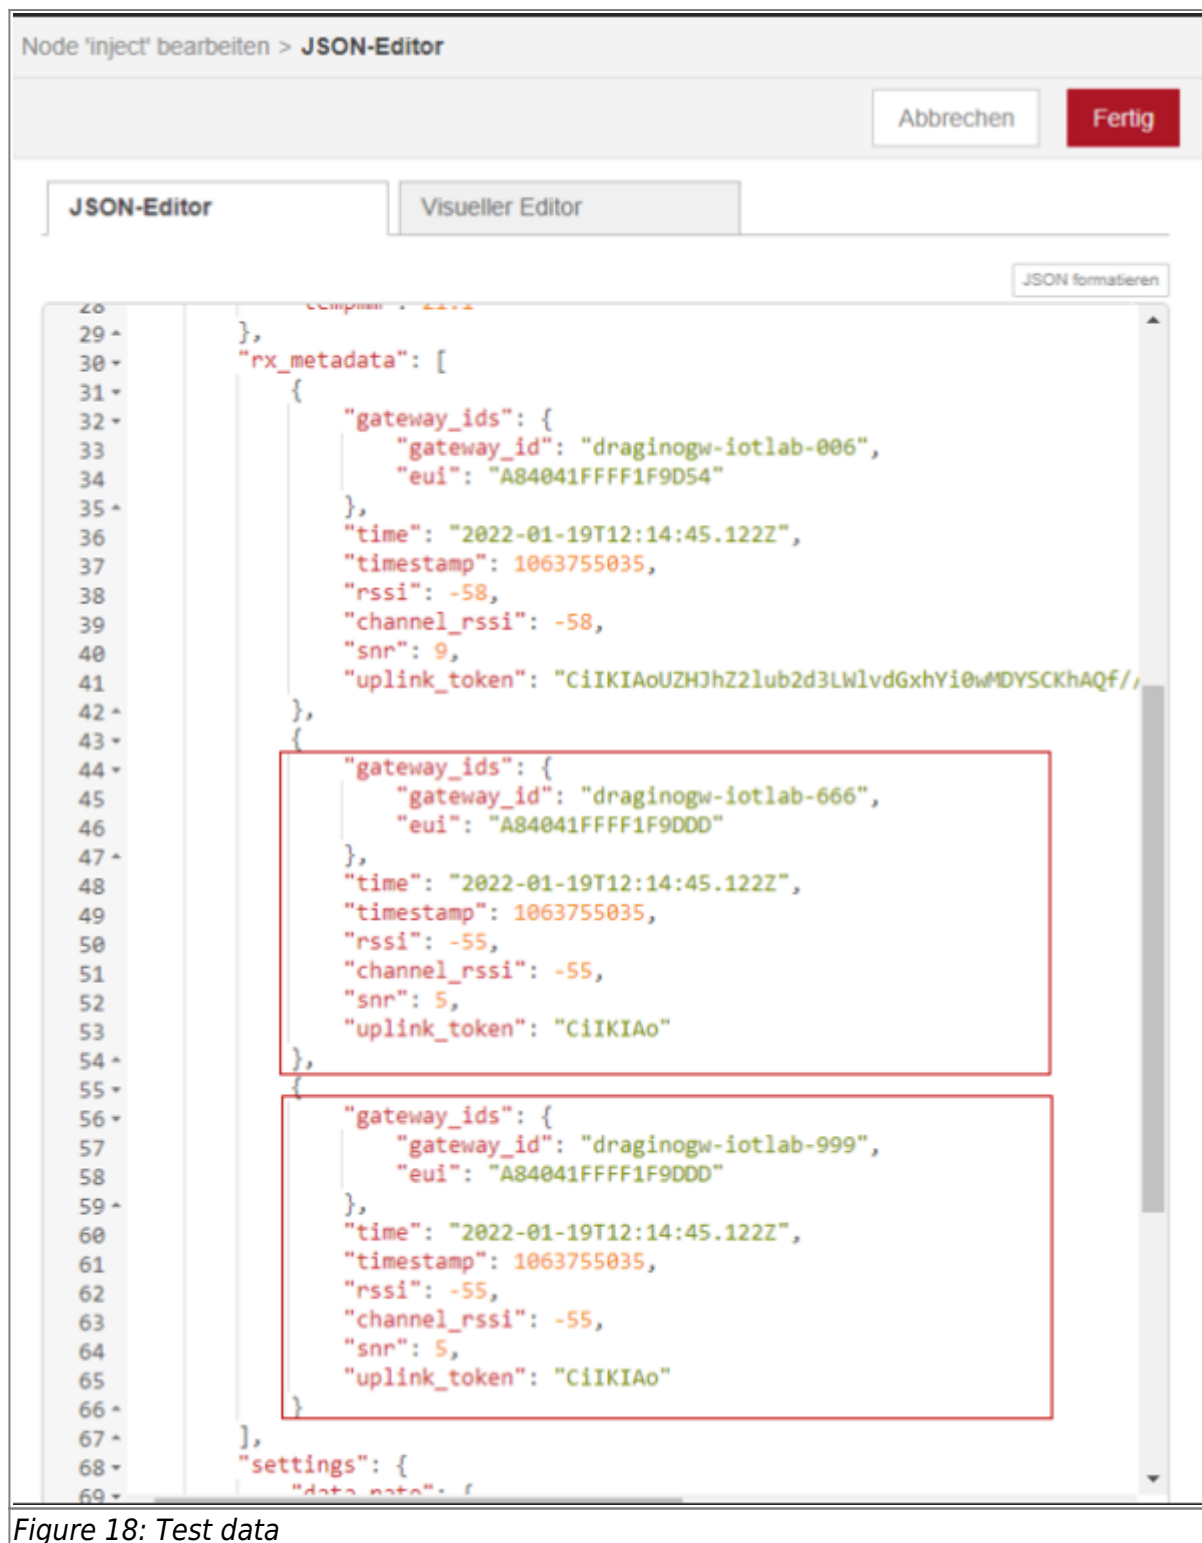 Node 'inject' bearbeiten > JSON-Editor
Abbrechen Fertig
JSON-Editor Visueller Editor
JSON formatieren
28
29 },
30 "rx_metadata": [
31 {
32 "gateway_ids": {
33 "gateway_id": "draginogw-iotlab-006",
34 "eui": "A84041FFFF1F9D54"
35 },
36 "time": "2022-01-19T12:14:45.122Z",
37 "timestamp": 1063755035,
38 "rssi": -58,
39 "channel_rssi": -58,
40 "snr": 9,
41 "uplink_token": "CiIKIAoUZHJhZ2lub2d3LWlvdGxhYi0wMDYSCKhAQf//
42 },
43 {
44 "gateway_ids": {
45 "gateway_id": "draginogw-iotlab-666",
46 "eui": "A84041FFFF1F9DDD"
47 },
48 "time": "2022-01-19T12:14:45.122Z",
49 "timestamp": 1063755035,
50 "rssi": -55,
51 "channel_rssi": -55,
52 "snr": 5,
53 "uplink_token": "CiIKIAo"
54 },
55 {
56 "gateway_ids": {
57 "gateway_id": "draginogw-iotlab-999",
58 "eui": "A84041FFFF1F9DDD"
59 },
60 "time": "2022-01-19T12:14:45.122Z",
61 "timestamp": 1063755035,
62 "rssi": -55,
63 "channel_rssi": -55,
64 "snr": 5,
65 "uplink_token": "CiIKIAo"
66 }
67 ],
68 "settings": {
69 "data_rate": {
Figure 18: Test data